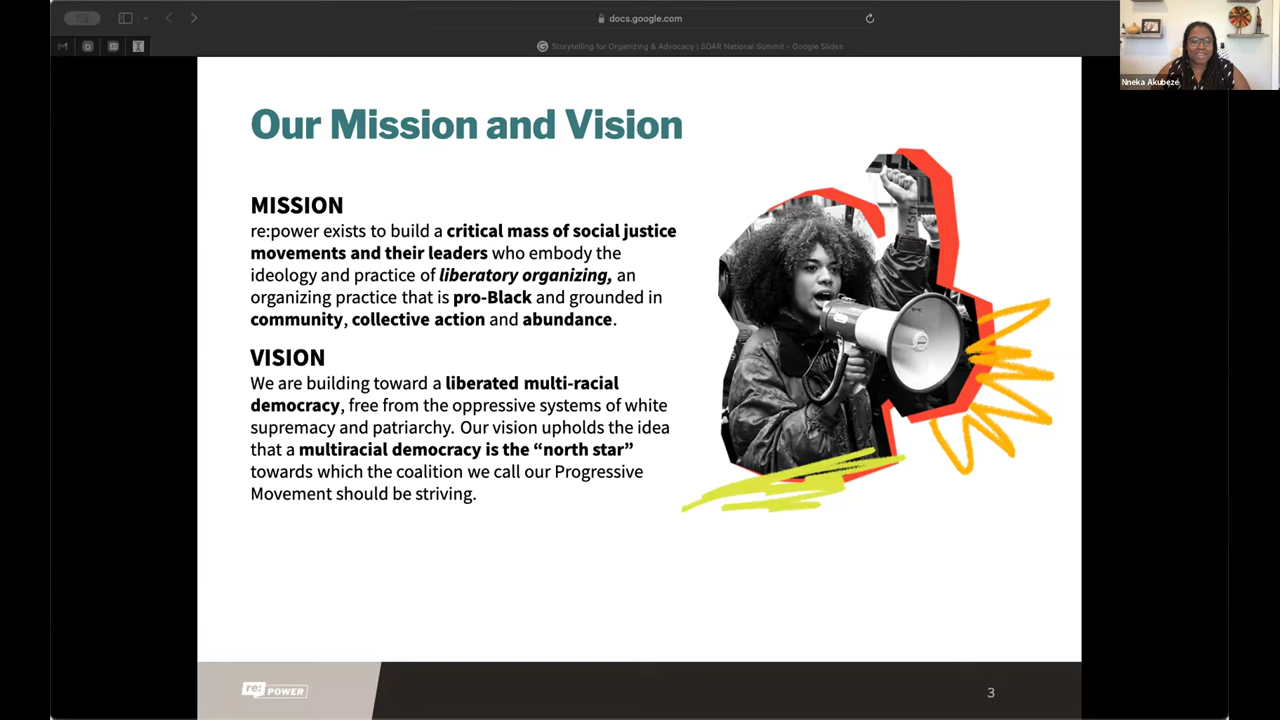 docs.google.com
Storytelling for Organizing & Advocacy | SOAR National Summit - Google Slides
Nneka Akubeze
Our Mission and Vision
MISSION
re:power exists to build a critical mass of social justice
movements and their leaders who embody the
ideology and practice of liberatory organizing, an
organizing practice that is pro-Black and grounded in
community, collective action and abundance.
VISION
We are building toward a liberated multi-racial
democracy, free from the oppressive systems of white
supremacy and patriarchy. Our vision upholds the idea
that a multiracial democracy is the “north star”
towards which the coalition we call our Progressive
Movement should be striving.
re: POWER
3